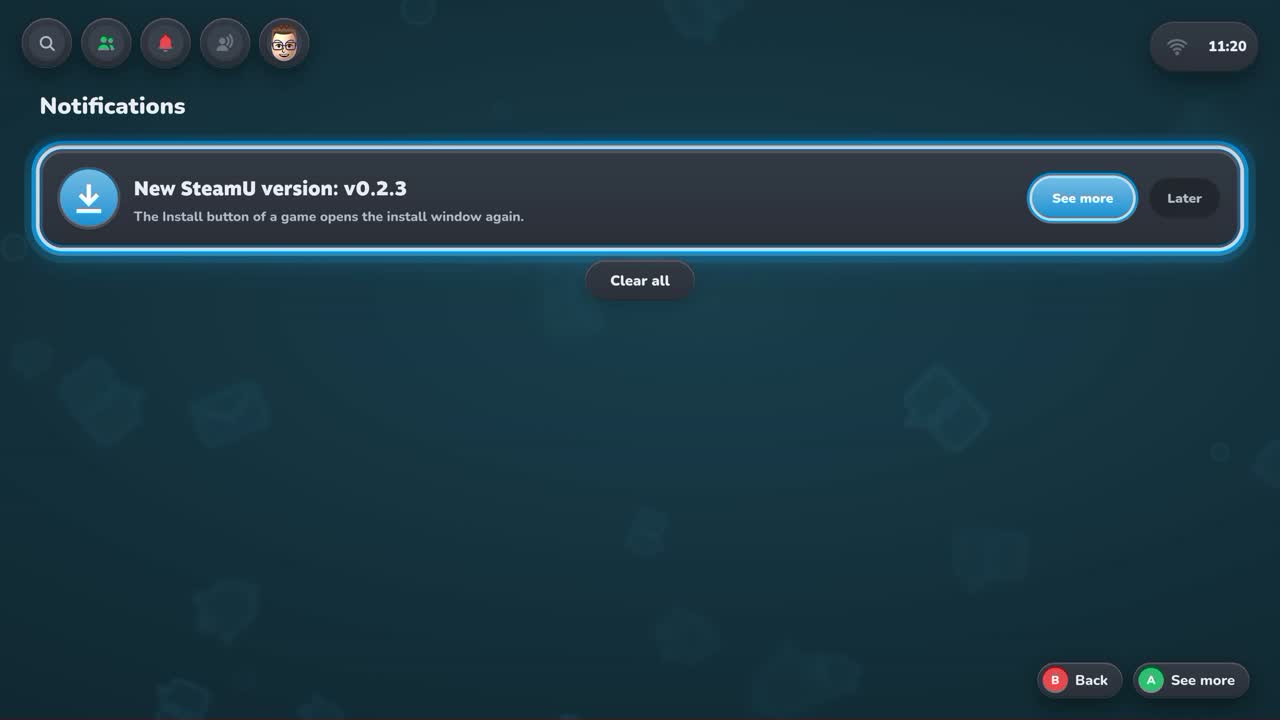 11:20
Notifications
New SteamU version: v0.2.3
The Install button of a game opens the install window again.
See more
Later
Clear all
B Back
A See more